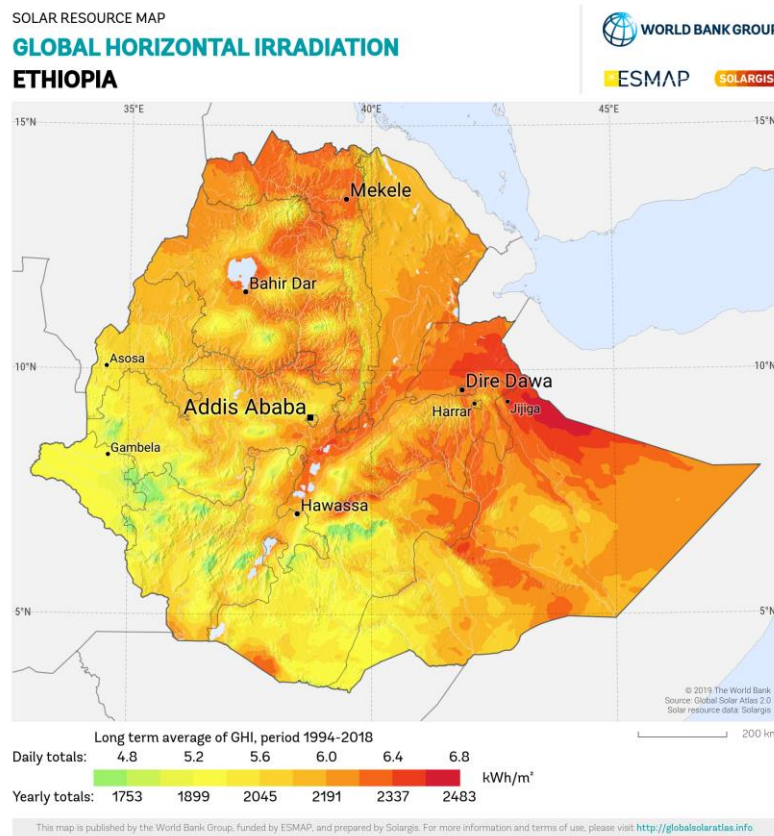 SOLAR RESOURCE MAP
GLOBAL HORIZONTAL IRRADIATION
ETHIOPIA
WORLD BANK GROUP
ESMAP
SOLARGIS
35°E
40°E
45°E
15°N
15°N
Mekele
Bahir Dar
Asosa
10°N
10°N
Dire Dawa
Addis Ababa
Harrar
Jijiga
Gambela
Hawassa
5°N
5°N
© 2019 The World Bank
Source: Global Solar Atlas 2.0
Solar resource data: Solargis
200 km
Long term average of GHI, period 1994-2018
Daily totals: 4.8 5.2 5.6 6.0 6.4 6.8
kWh/m²
Yearly totals: 1753 1899 2045 2191 2337 2483
This map is published by the World Bank Group, funded by ESMAP, and prepared by Solargis. For more information and terms of use, please visit http://globalsolaratlas.info.